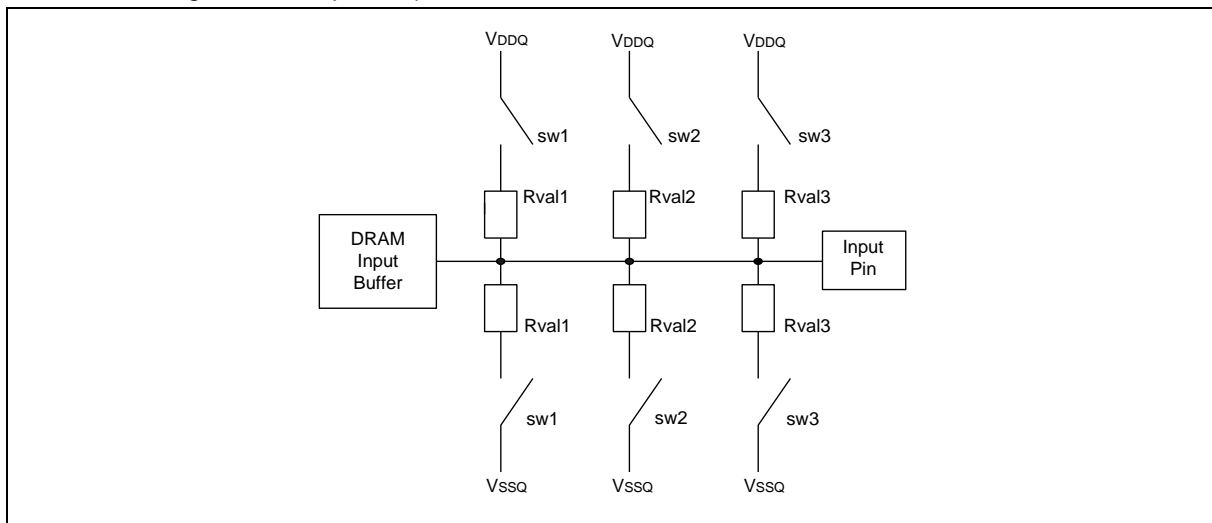 VDDQ VDDQ VDDQ
sw1 sw2 sw3
Rval1 Rval2 Rval3
DRAM
Input
Buffer
Input
Pin
Rval1 Rval2 Rval3
sw1 sw2 sw3
VSSQ VSSQ VSSQ